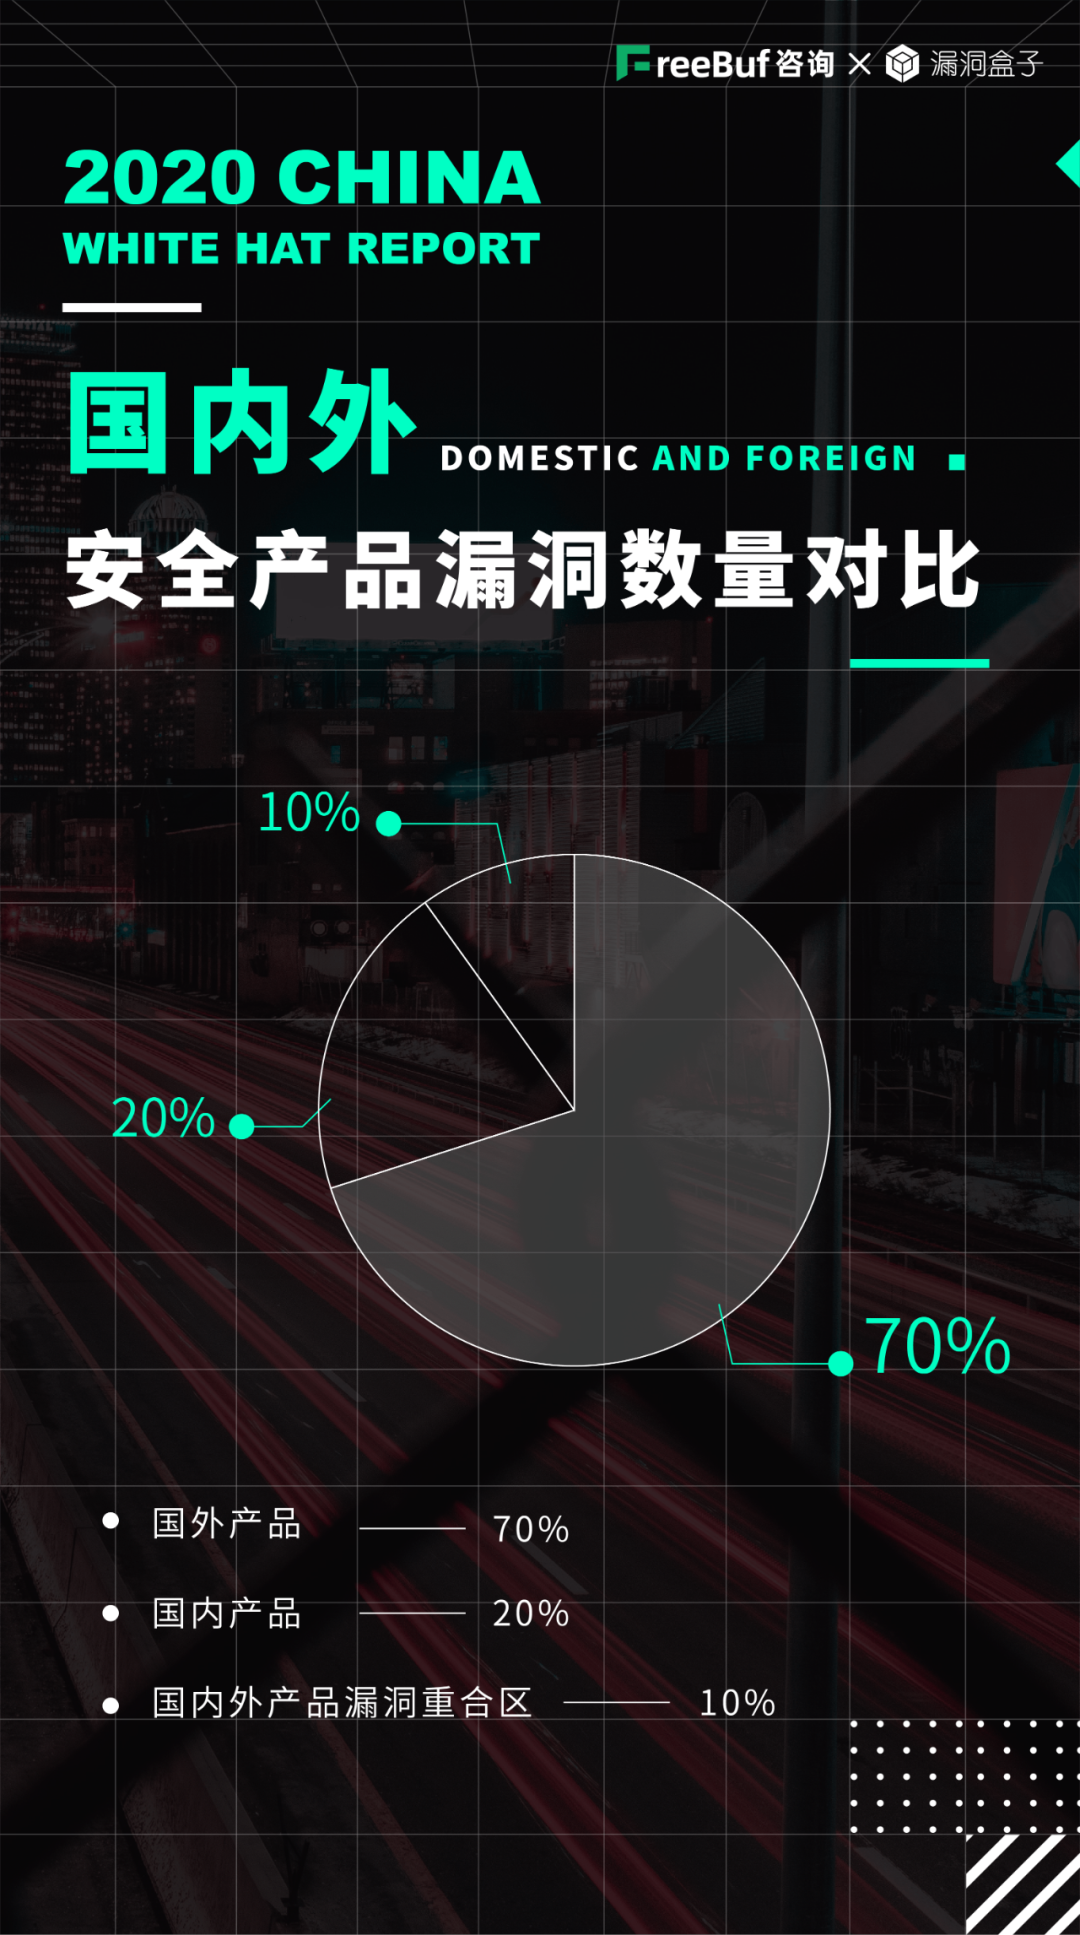 FreeBuf咨询 × 漏洞盒子
2020 CHINA
WHITE HAT REPORT
国内外 DOMESTIC AND FOREIGN
安全产品漏洞数量对比
10%
20%
70%
国外产品 70%
国内产品 20%
国内外产品漏洞重合区 10%